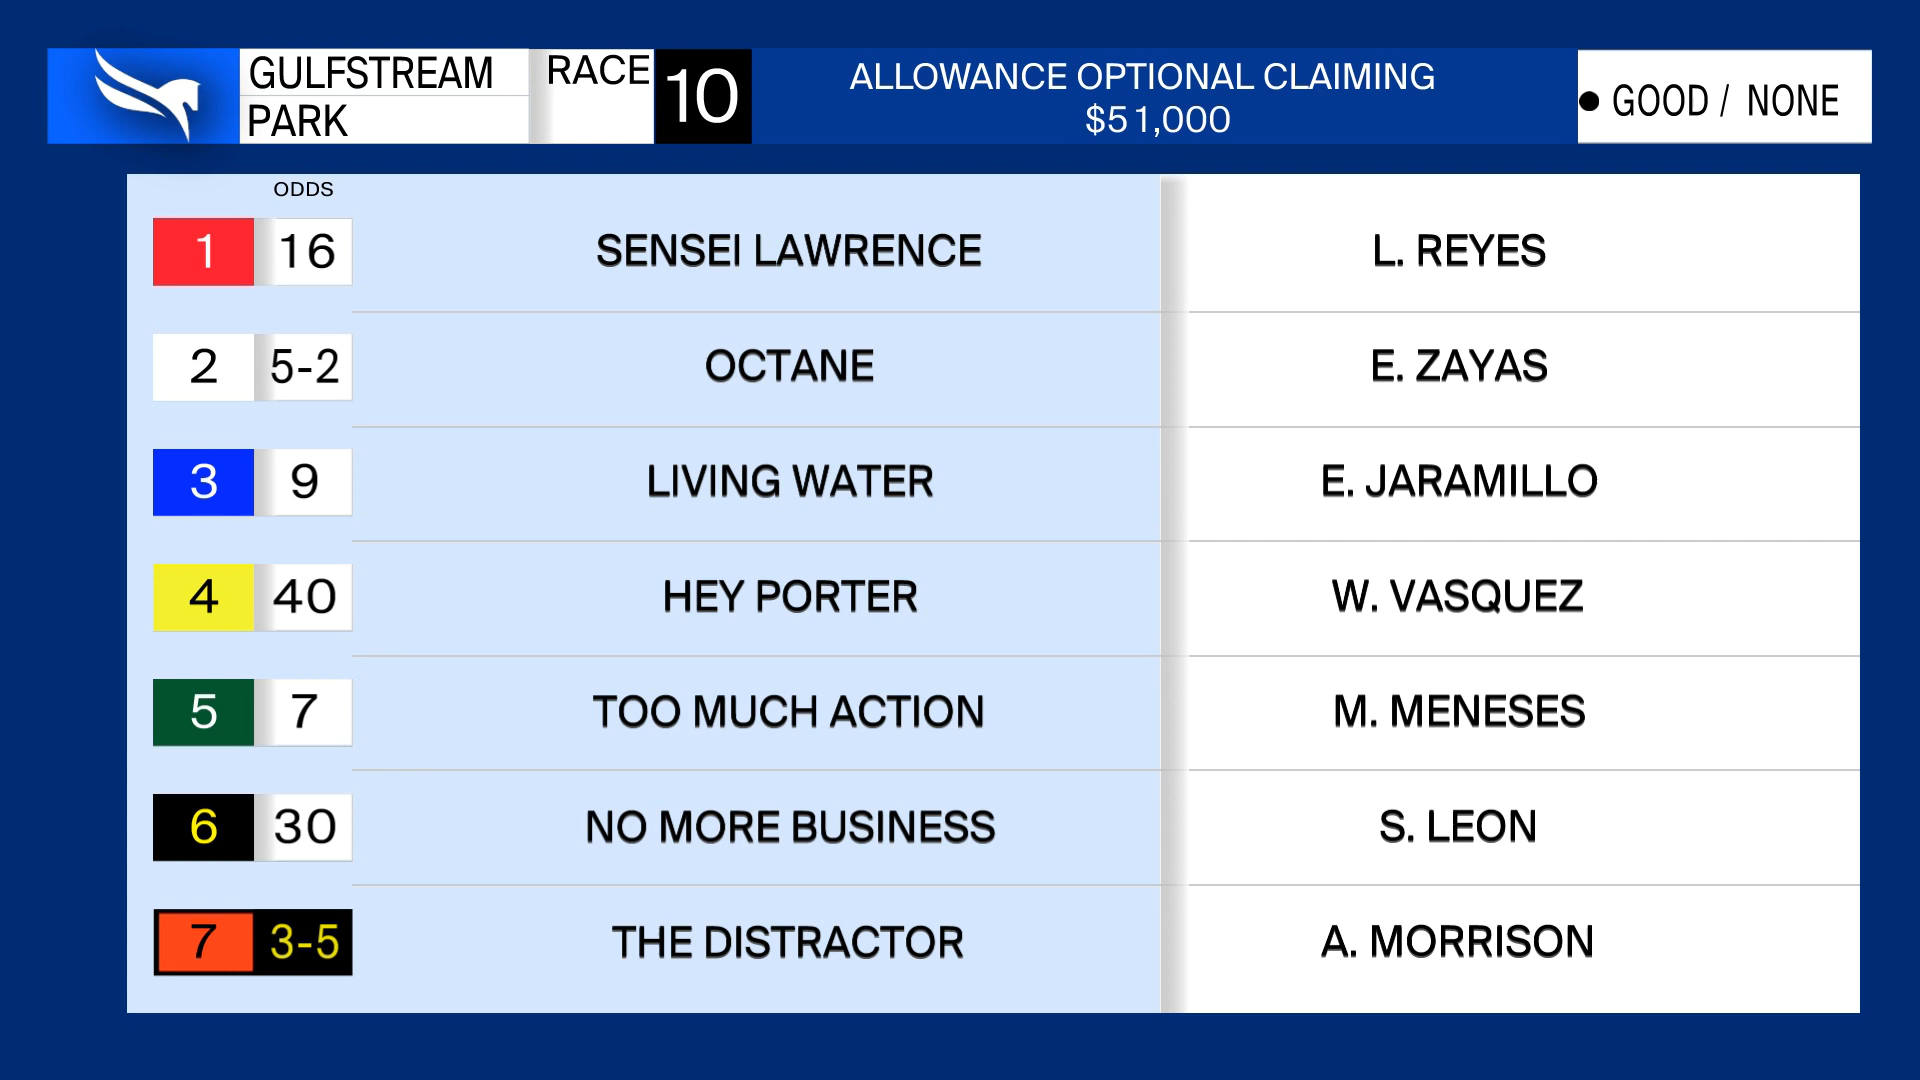 GULFSTREAM
PARK
RACE
10
ALLOWANCE OPTIONAL CLAIMING
$51,000
GOOD / NONE
ODDS
1 16 SENSEI LAWRENCE L. REYES
2 5-2 OCTANE E. ZAYAS
3 9 LIVING WATER E. JARAMILLO
4 40 HEY PORTER W. VASQUEZ
5 7 TOO MUCH ACTION M. MENESES
6 30 NO MORE BUSINESS S. LEON
7 3-5 THE DISTRACTOR A. MORRISON